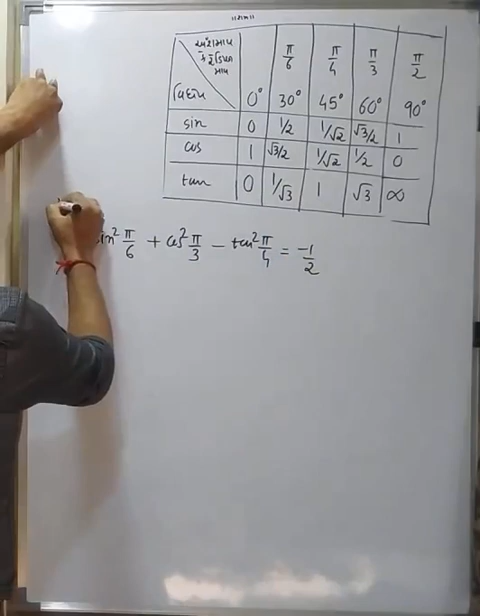 અંશમાપ
રેડિયન
માપ
વિધેય
π/6 π/4 π/3 π/2
0° 30° 45° 60° 90°
sin 0 1/2 1/√2 √3/2 1
cos 1 √3/2 1/√2 1/2 0
tan 0 1/√3 1 √3 ∞
sin² π/6 + cos² π/3 − tan² π/4 = −1/2